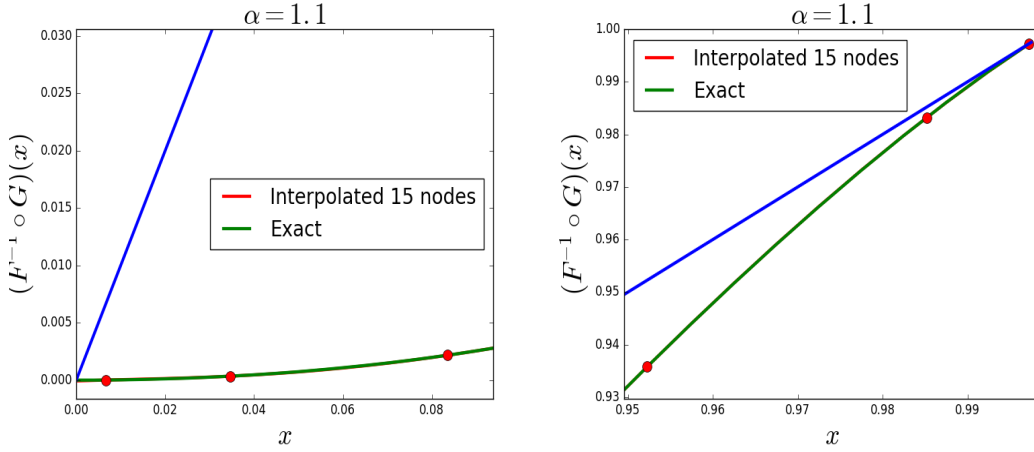 α = 1.1
0.030
0.025
0.020
0.015
0.010
0.005
0.000
(F⁻¹ ∘ G)(x)
Interpolated 15 nodes
Exact
0.00 0.02 0.04 0.06 0.08
x
α = 1.1
1.00
0.99
0.98
0.97
0.96
0.95
0.94
0.93
(F⁻¹ ∘ G)(x)
Interpolated 15 nodes
Exact
0.95 0.96 0.97 0.98 0.99
x